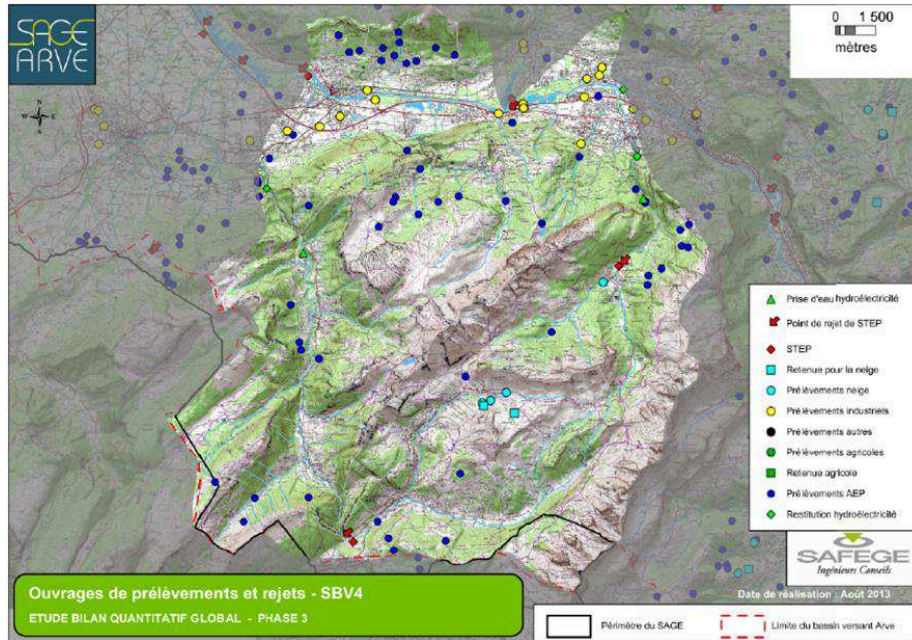 SAGE
ARVE
0 1 500
mètres
N
W E
S
Prise d'eau hydroélectricité
Point de rejet de STEP
STEP
Retenue pour la neige
Prélèvements neige
Prélèvements industriels
Prélèvements autres
Prélèvements agricoles
Retenue agricole
Prélèvements AEP
Restitution hydroélectricité
SAFEGE
Ingénieurs Conseils
Ouvrages de prélèvements et rejets - SBV4
ETUDE BILAN QUANTITATIF GLOBAL - PHASE 3
Date de réalisation : Août 2013
Périmètre du SAGE
Limite du bassin versant Arve